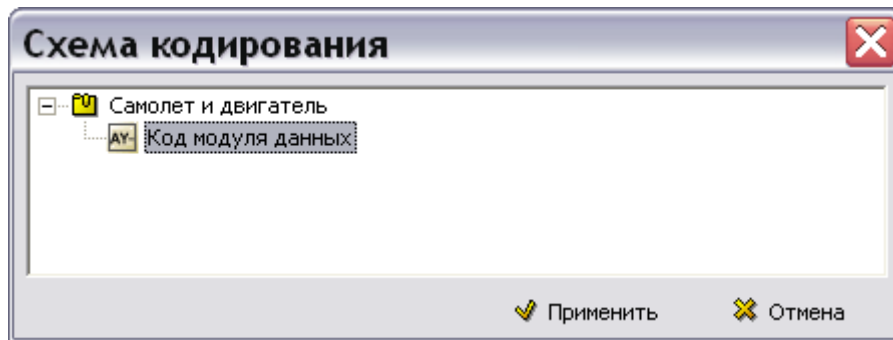 Схема кодирования
Самолет и двигатель
AY-
Код модуля данных
Применить
Отмена